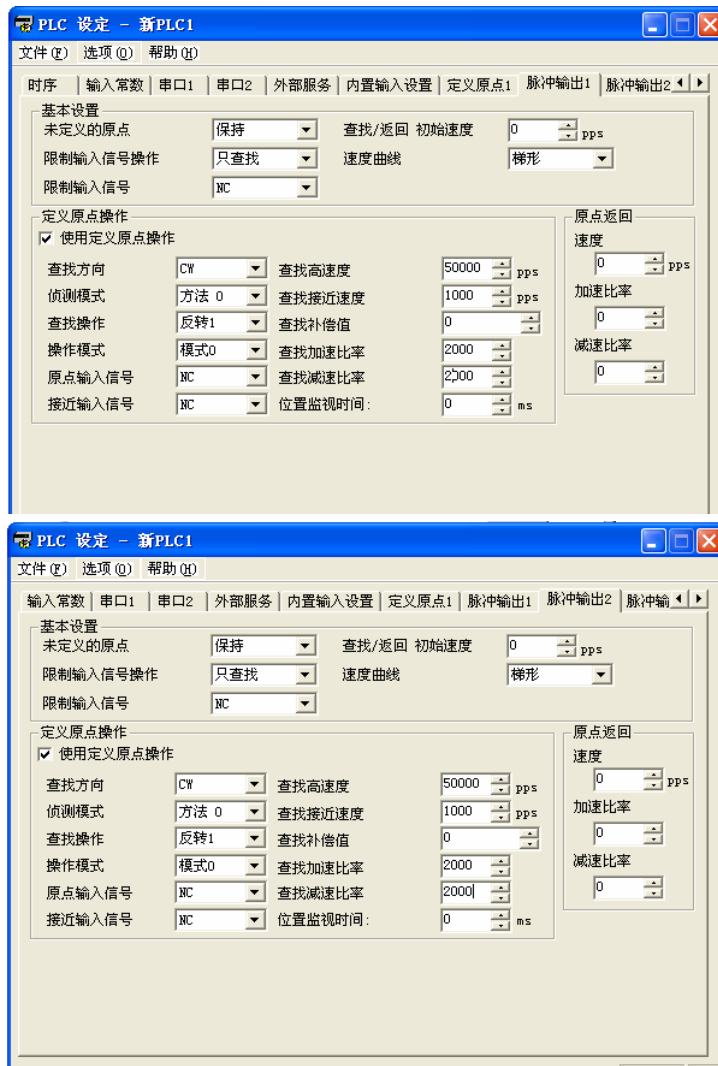 PLC 设定 - 新PLC1
文件(F) 选项(O) 帮助(H)
时序 输入常数 串口1 串口2 外部服务 内置输入设置 定义原点1 脉冲输出1 脉冲输出2
基本设置
未定义的原点 保持 查找/返回 初始速度 0 pps
限制输入信号操作 只查找 速度曲线 梯形
限制输入信号 NC
定义原点操作 原点返回
使用定义原点操作 速度
查找方向 CW 查找高速度 50000 pps 0 pps
侦测模式 方法 0 查找接近速度 1000 pps 加速比率
查找操作 反转1 查找补偿值 0 0
操作模式 模式0 查找加速比率 2000 减速比率
原点输入信号 NC 查找减速比率 2000 0
接近输入信号 NC 位置监视时间: 0 ms
PLC 设定 - 新PLC1
文件(F) 选项(O) 帮助(H)
输入常数 串口1 串口2 外部服务 内置输入设置 定义原点1 脉冲输出1 脉冲输出2 脉冲输
基本设置
未定义的原点 保持 查找/返回 初始速度 0 pps
限制输入信号操作 只查找 速度曲线 梯形
限制输入信号 NC
定义原点操作 原点返回
使用定义原点操作 速度
查找方向 CW 查找高速度 50000 pps 0 pps
侦测模式 方法 0 查找接近速度 1000 pps 加速比率
查找操作 反转1 查找补偿值 0 0
操作模式 模式0 查找加速比率 2000 减速比率
原点输入信号 NC 查找减速比率 2000 0
接近输入信号 NC 位置监视时间: 0 ms